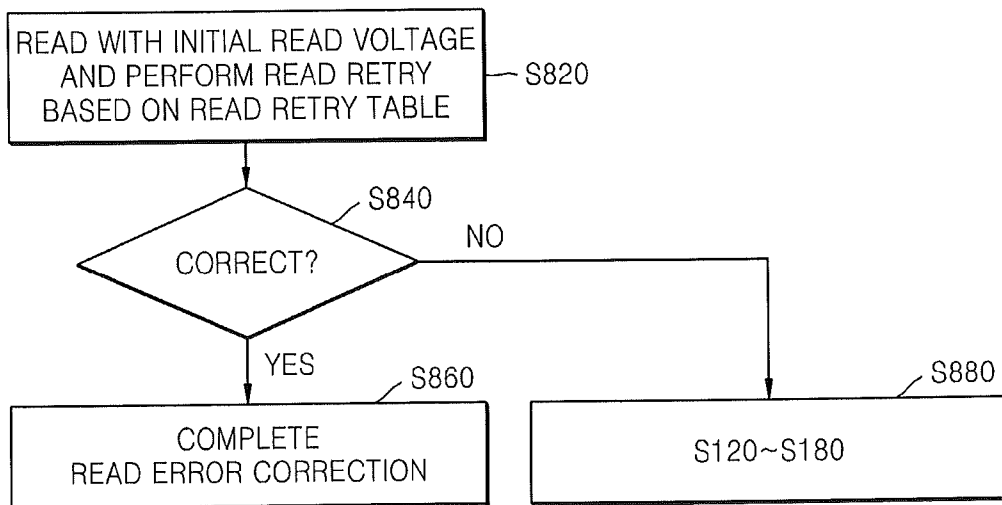 READ WITH INITIAL READ VOLTAGE
AND PERFORM READ RETRY
BASED ON READ RETRY TABLE
S820
S840
CORRECT?
NO
YES
S860
S880
COMPLETE
READ ERROR CORRECTION
S120~S180